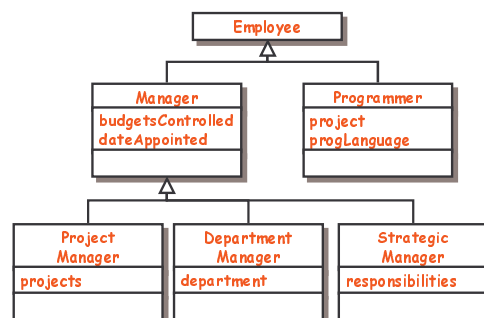 Employee
Manager
budgetsControlled
dateAppointed
Programmer
project
progLanguage
Project
Manager
projects
Department
Manager
department
Strategic
Manager
responsibilities